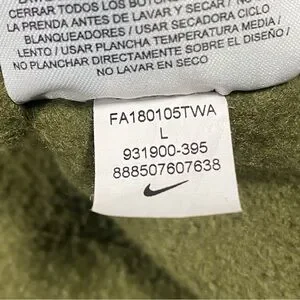 CERRAR TODOS LOS BOTO
LA PRENDA ANTES DE LAVAR Y SECAR /
BLANQUEADORES / USAR SECADORA CICLO
LENTO / USAR PLANCHA TEMPERATURA MEDIA /
NO PLANCHAR DIRECTAMENTE SOBRE EL DISEÑO /
NO LAVAR EN SECO
FA180105TWA
L
931900-395
888507607638